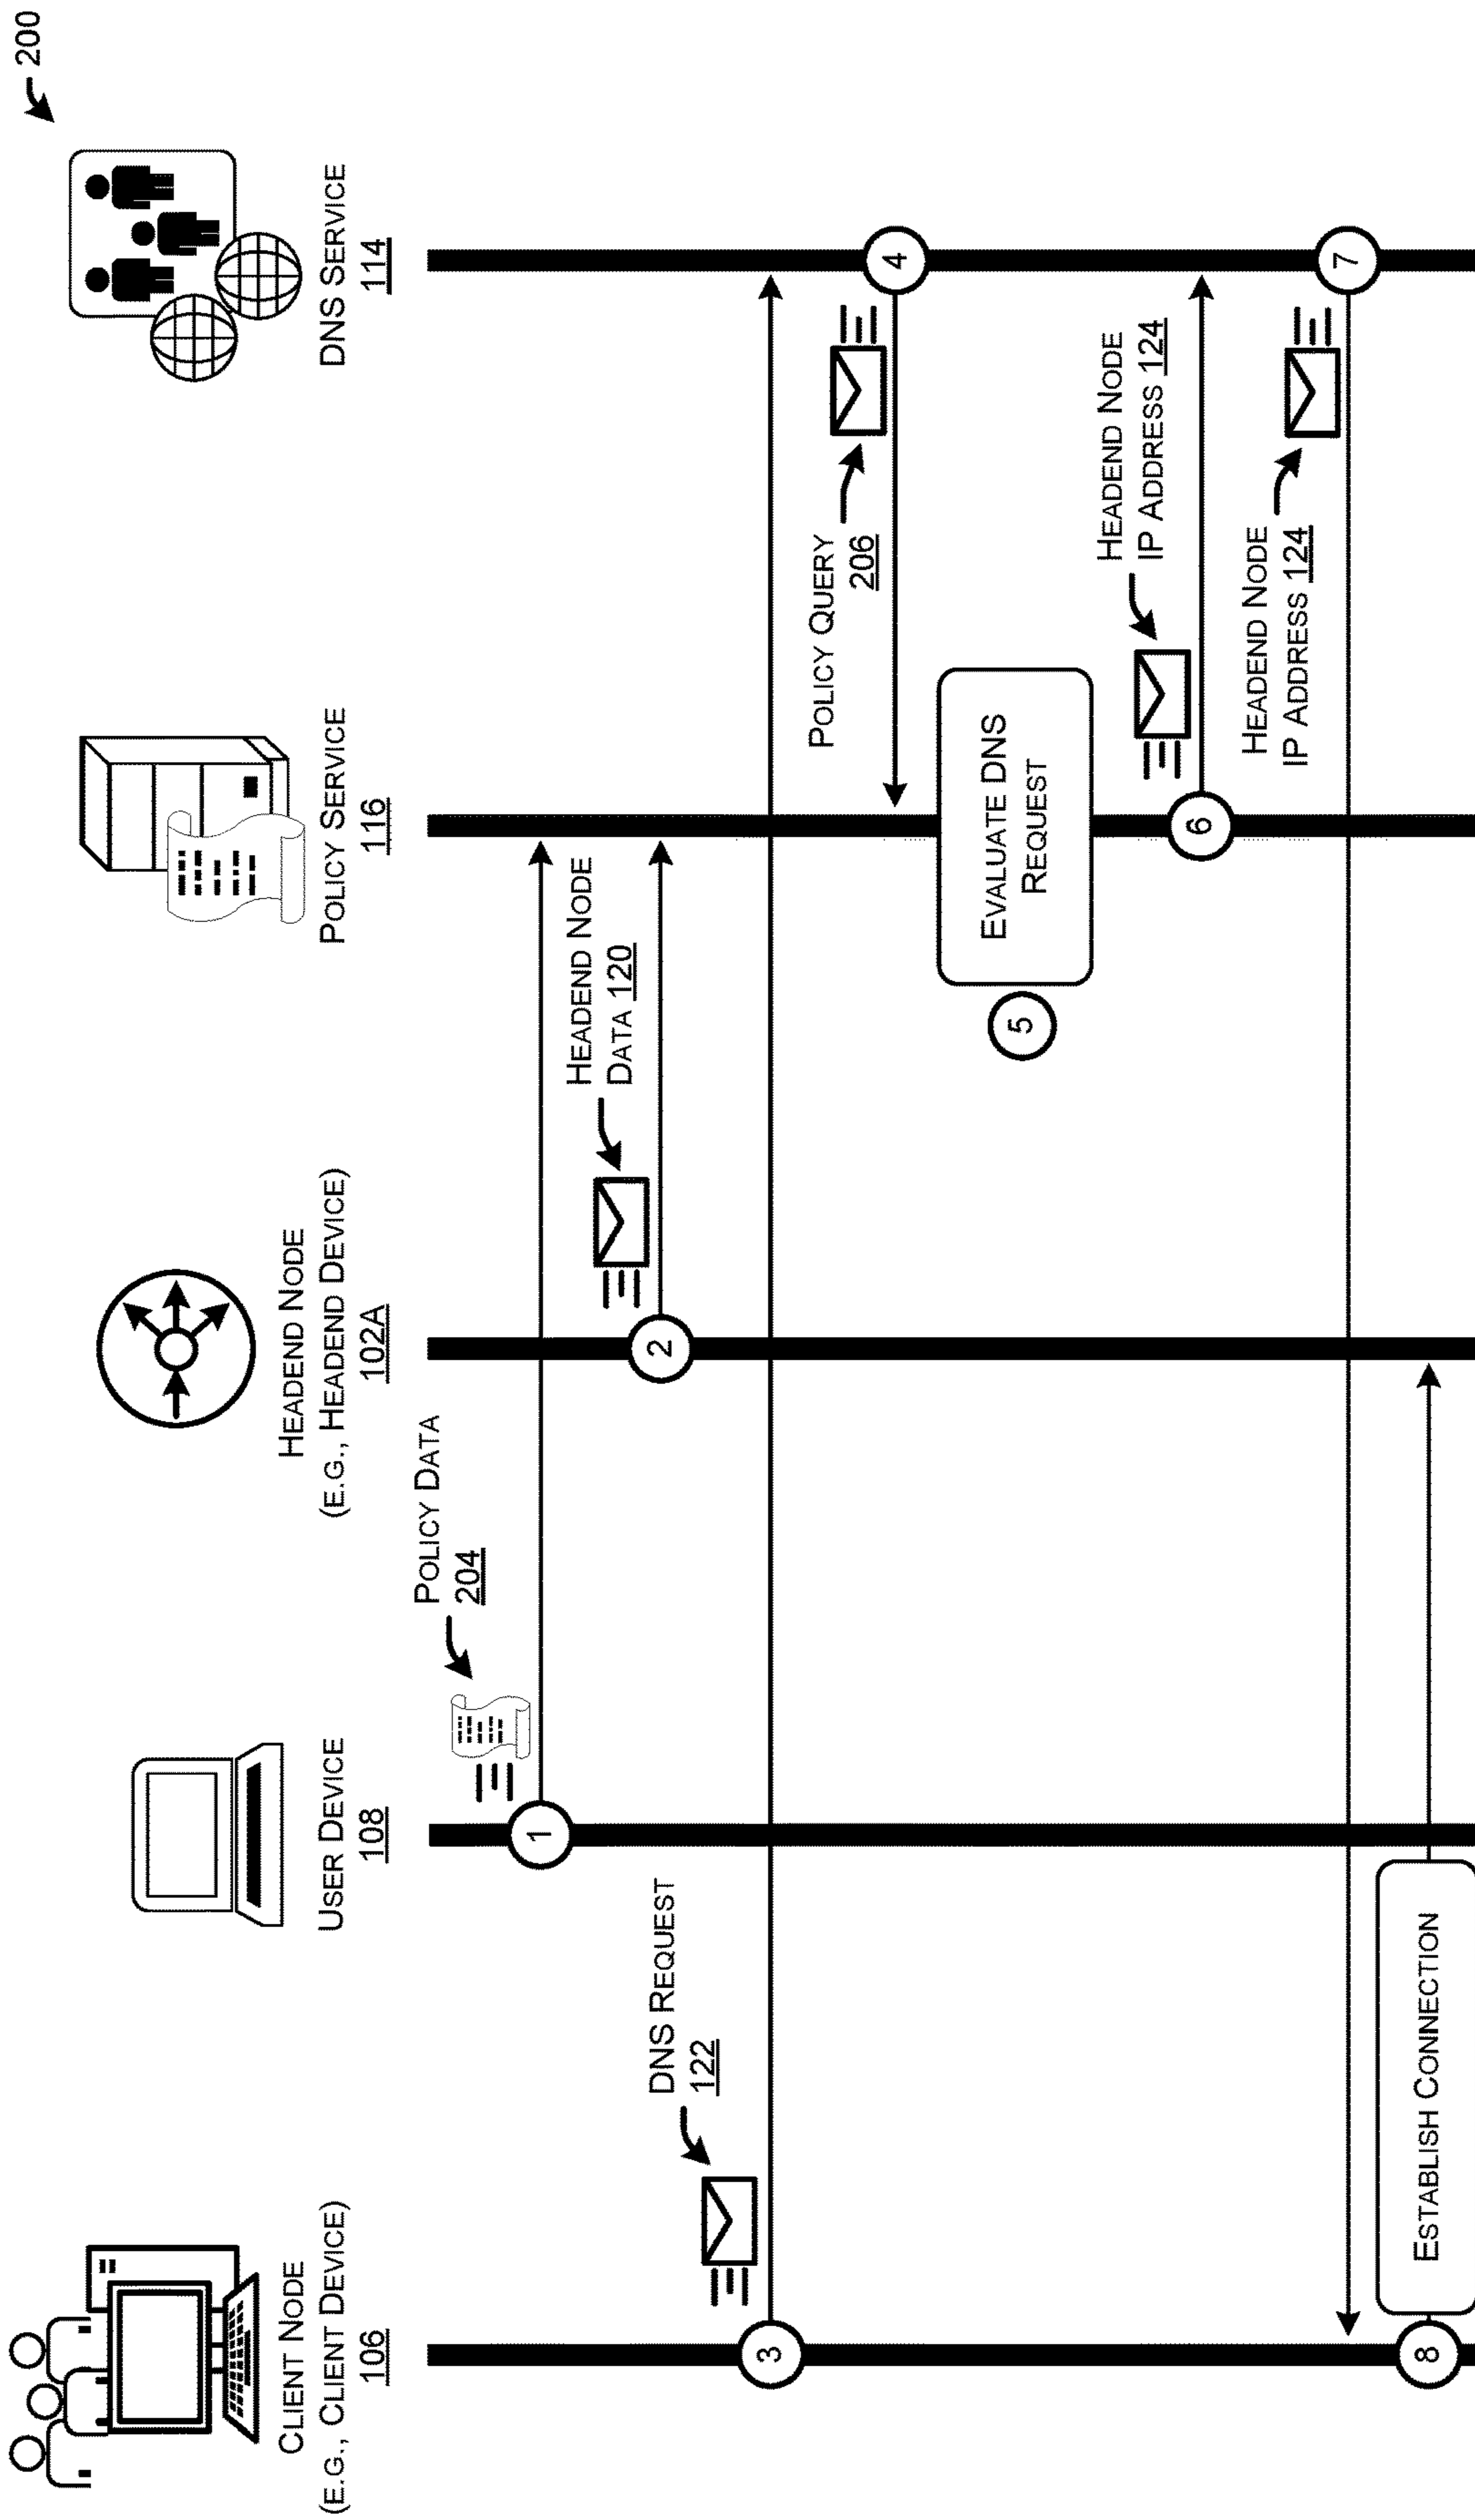 200
CLIENT NODE
(E.G., CLIENT DEVICE)
106
USER DEVICE
108
HEADEND NODE
(E.G., HEADEND DEVICE)
102A
POLICY SERVICE
116
DNS SERVICE
114
POLICY DATA
204
1
HEADEND NODE
DATA 120
2
DNS REQUEST
122
3
POLICY QUERY
206
4
5
EVALUATE DNS
REQUEST
HEADEND NODE
IP ADDRESS 124
6
HEADEND NODE
IP ADDRESS 124
7
8
ESTABLISH CONNECTION